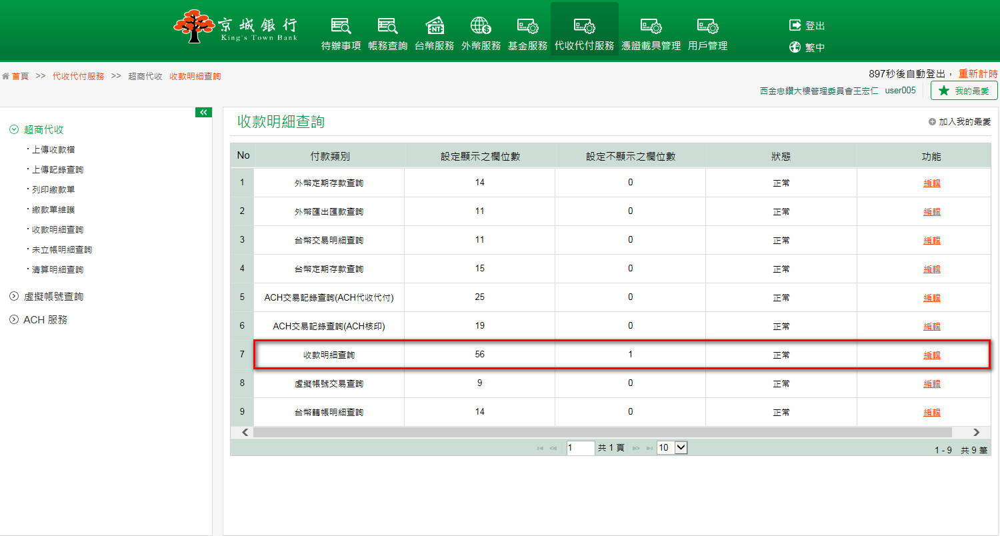 京城銀行
King's Town Bank
待辦事項 帳務查詢 台幣服務 外幣服務 基金服務 代收代付服務 憑證載具管理 用戶管理
登出
繁中
首頁 >> 代收代付服務 >> 超商代收 收款明細查詢
897秒後自動登出， 重新計時
西金忠鑽大樓管理委員會王宏仁 user005 我的最愛
超商代收
・上傳收款檔
・上傳記錄查詢
・列印繳款單
・繳款單維護
・收款明細查詢
・未立帳明細查詢
・清算明細查詢
虛擬帳號查詢
ACH 服務
收款明細查詢
加入我的最愛
No 付款類別 設定顯示之欄位數 設定不顯示之欄位數 狀態 功能
1 外幣定期存款查詢 14 0 正常 編輯
2 外幣匯出匯款查詢 11 0 正常 編輯
3 台幣交易明細查詢 11 0 正常 編輯
4 台幣定期存款查詢 15 0 正常 編輯
5 ACH交易記錄查詢(ACH代收代付) 25 0 正常 編輯
6 ACH交易記錄查詢(ACH核印) 19 0 正常 編輯
7 收款明細查詢 56 1 正常 編輯
8 虛擬帳號交易查詢 9 0 正常 編輯
9 台幣轉帳明細查詢 14 0 正常 編輯
1 共 1 頁 10
1 - 9 共 9 筆